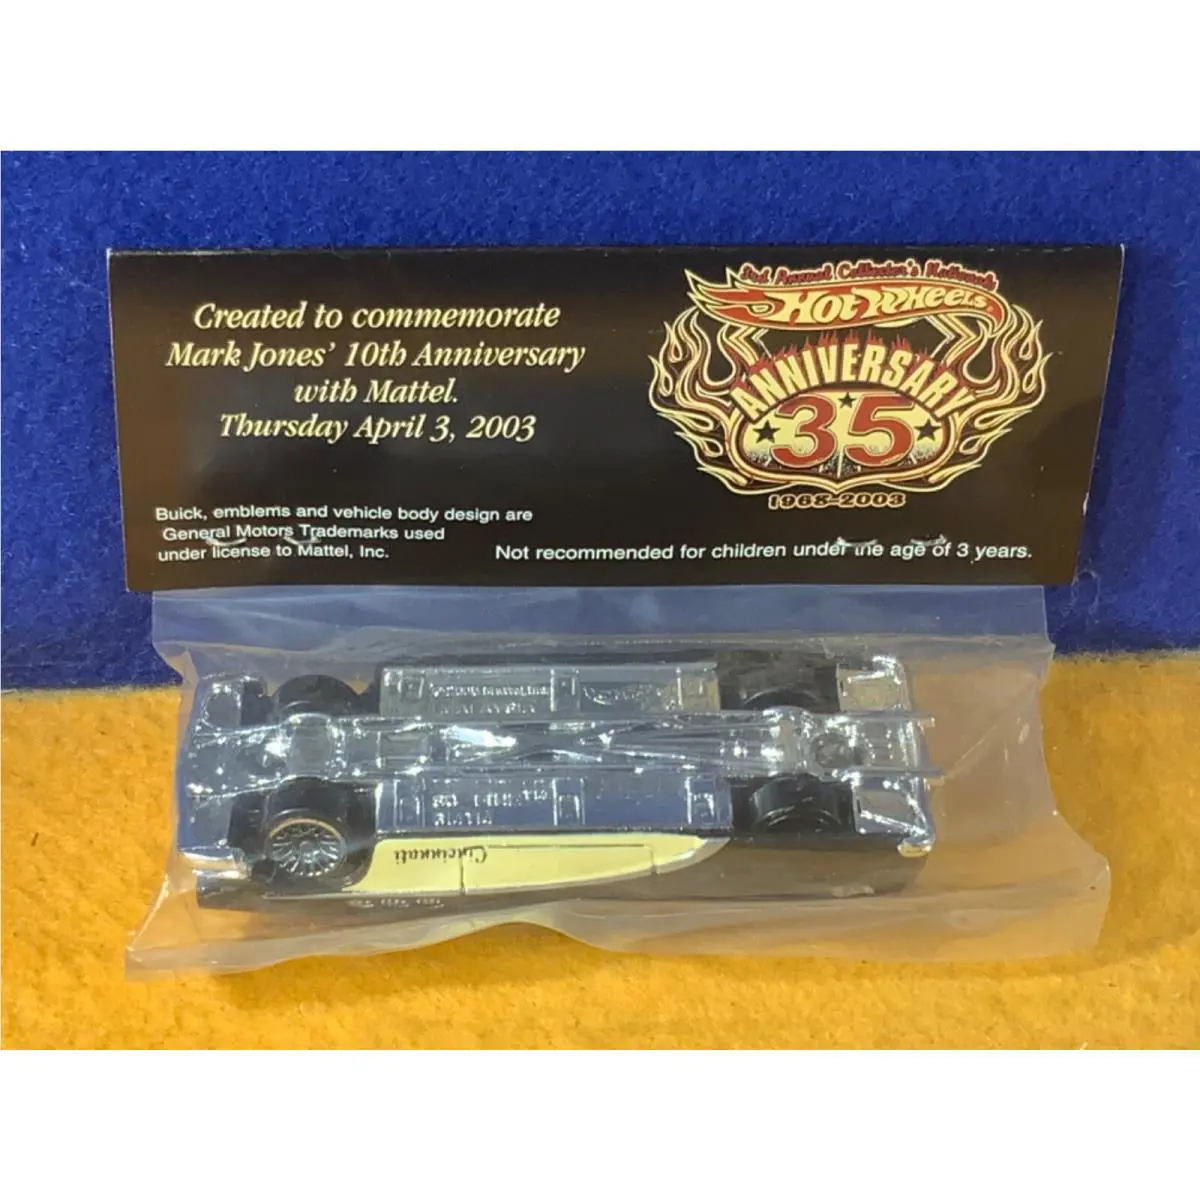 Created to commemorate
Mark Jones' 10th Anniversary
with Mattel.
Thursday April 3, 2003
3rd Annual Collector's Nationals
HOT WHEELS
ANNIVERSARY
35
1968-2003
Buick, emblems and vehicle body design are
General Motors Trademarks used
under license to Mattel, Inc.
Not recommended for children under the age of 3 years.
Cincinnati